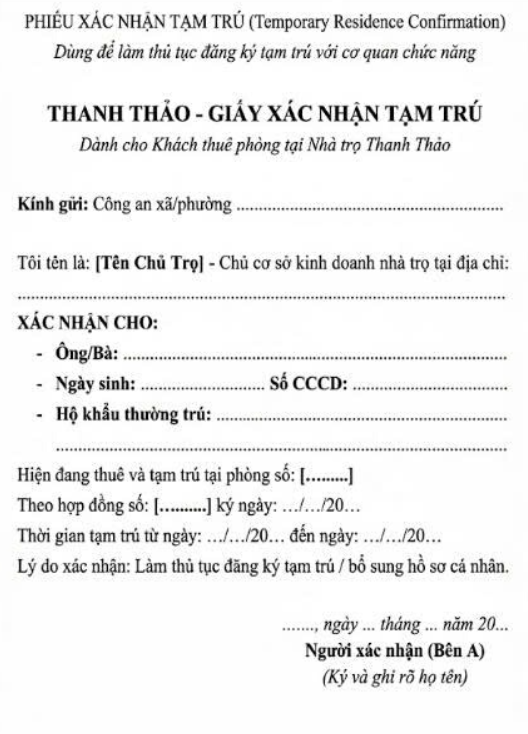 PHIẾU XÁC NHẬN TẠM TRÚ (Temporary Residence Confirmation)
Dùng để làm thủ tục đăng ký tạm trú với cơ quan chức năng
THANH THẢO - GIẤY XÁC NHẬN TẠM TRÚ
Dành cho Khách thuê phòng tại Nhà trọ Thanh Thảo
Kính gửi: Công an xã/phường ........................................................
Tôi tên là: [Tên Chủ Trọ] - Chủ cơ sở kinh doanh nhà trọ tại địa chỉ:
........................................................................................................
XÁC NHẬN CHO:
- Ông/Bà: ................................................................................
- Ngày sinh: .......................... Số CCCD: ................................
- Hộ khẩu thường trú: .............................................................
................................................................................................
Hiện đang thuê và tạm trú tại phòng số: [.........]
Theo hợp đồng số: [..........] ký ngày: .../.../20...
Thời gian tạm trú từ ngày: .../.../20... đến ngày: .../.../20...
Lý do xác nhận: Làm thủ tục đăng ký tạm trú / bổ sung hồ sơ cá nhân.
......., ngày ... tháng ... năm 20...
Người xác nhận (Bên A)
(Ký và ghi rõ họ tên)